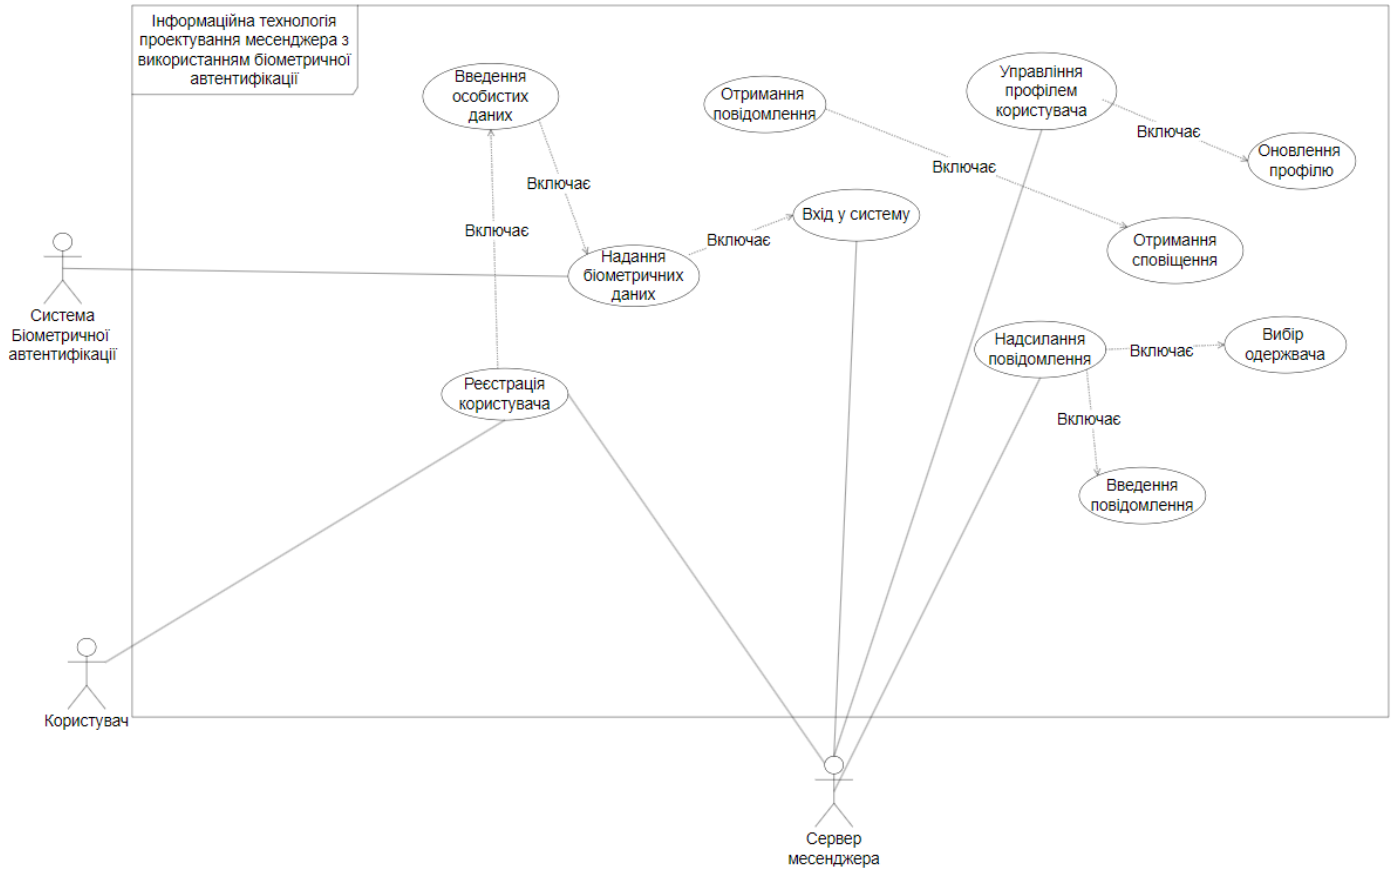 Інформаційна технологія
проектування месенджера з
використанням біометричної
автентифікації
Введення
особистих
даних
Отримання
повідомлення
Управління
профілем
користувача
Включає
Оновлення
профілю
Включає
Включає
Вхід у систему
Включає
Включає
Отримання
сповіщення
Надання
біометричних
даних
Система
Біометричної
автентифікації
Надсилання
повідомлення
Включає
Вибір
одержвача
Реєстрація
користувача
Включає
Введення
повідомлення
Користувач
Сервер
месенджера